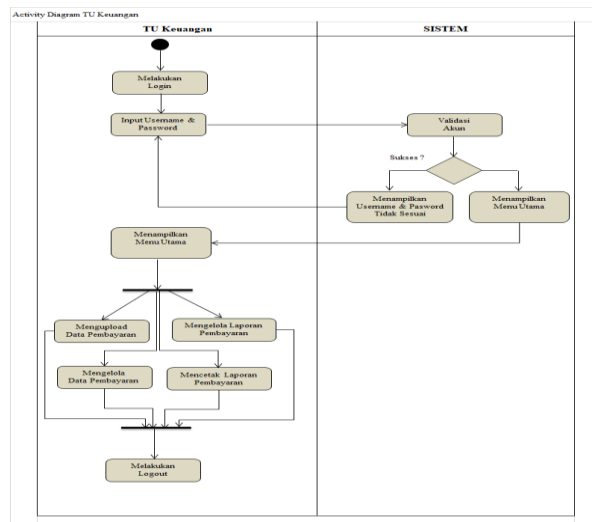 Activity Diagram TU Keuangan
TU Keuangan
SISTEM
Melakukan
Login
Input Username &
Password
Validasi
Akun
Sukses ?
Menampilkan
Username & Pasword
Tidak Sesuai
Menampilkan
Menu Utama
Menampilkan
Menu Utama
Mengupload
Data Pembayaran
Mengelola Laporan
Pembayaran
Mengelola
Data Pembayaran
Mencetak Laporan
Pembayaran
Melakukan
Logout